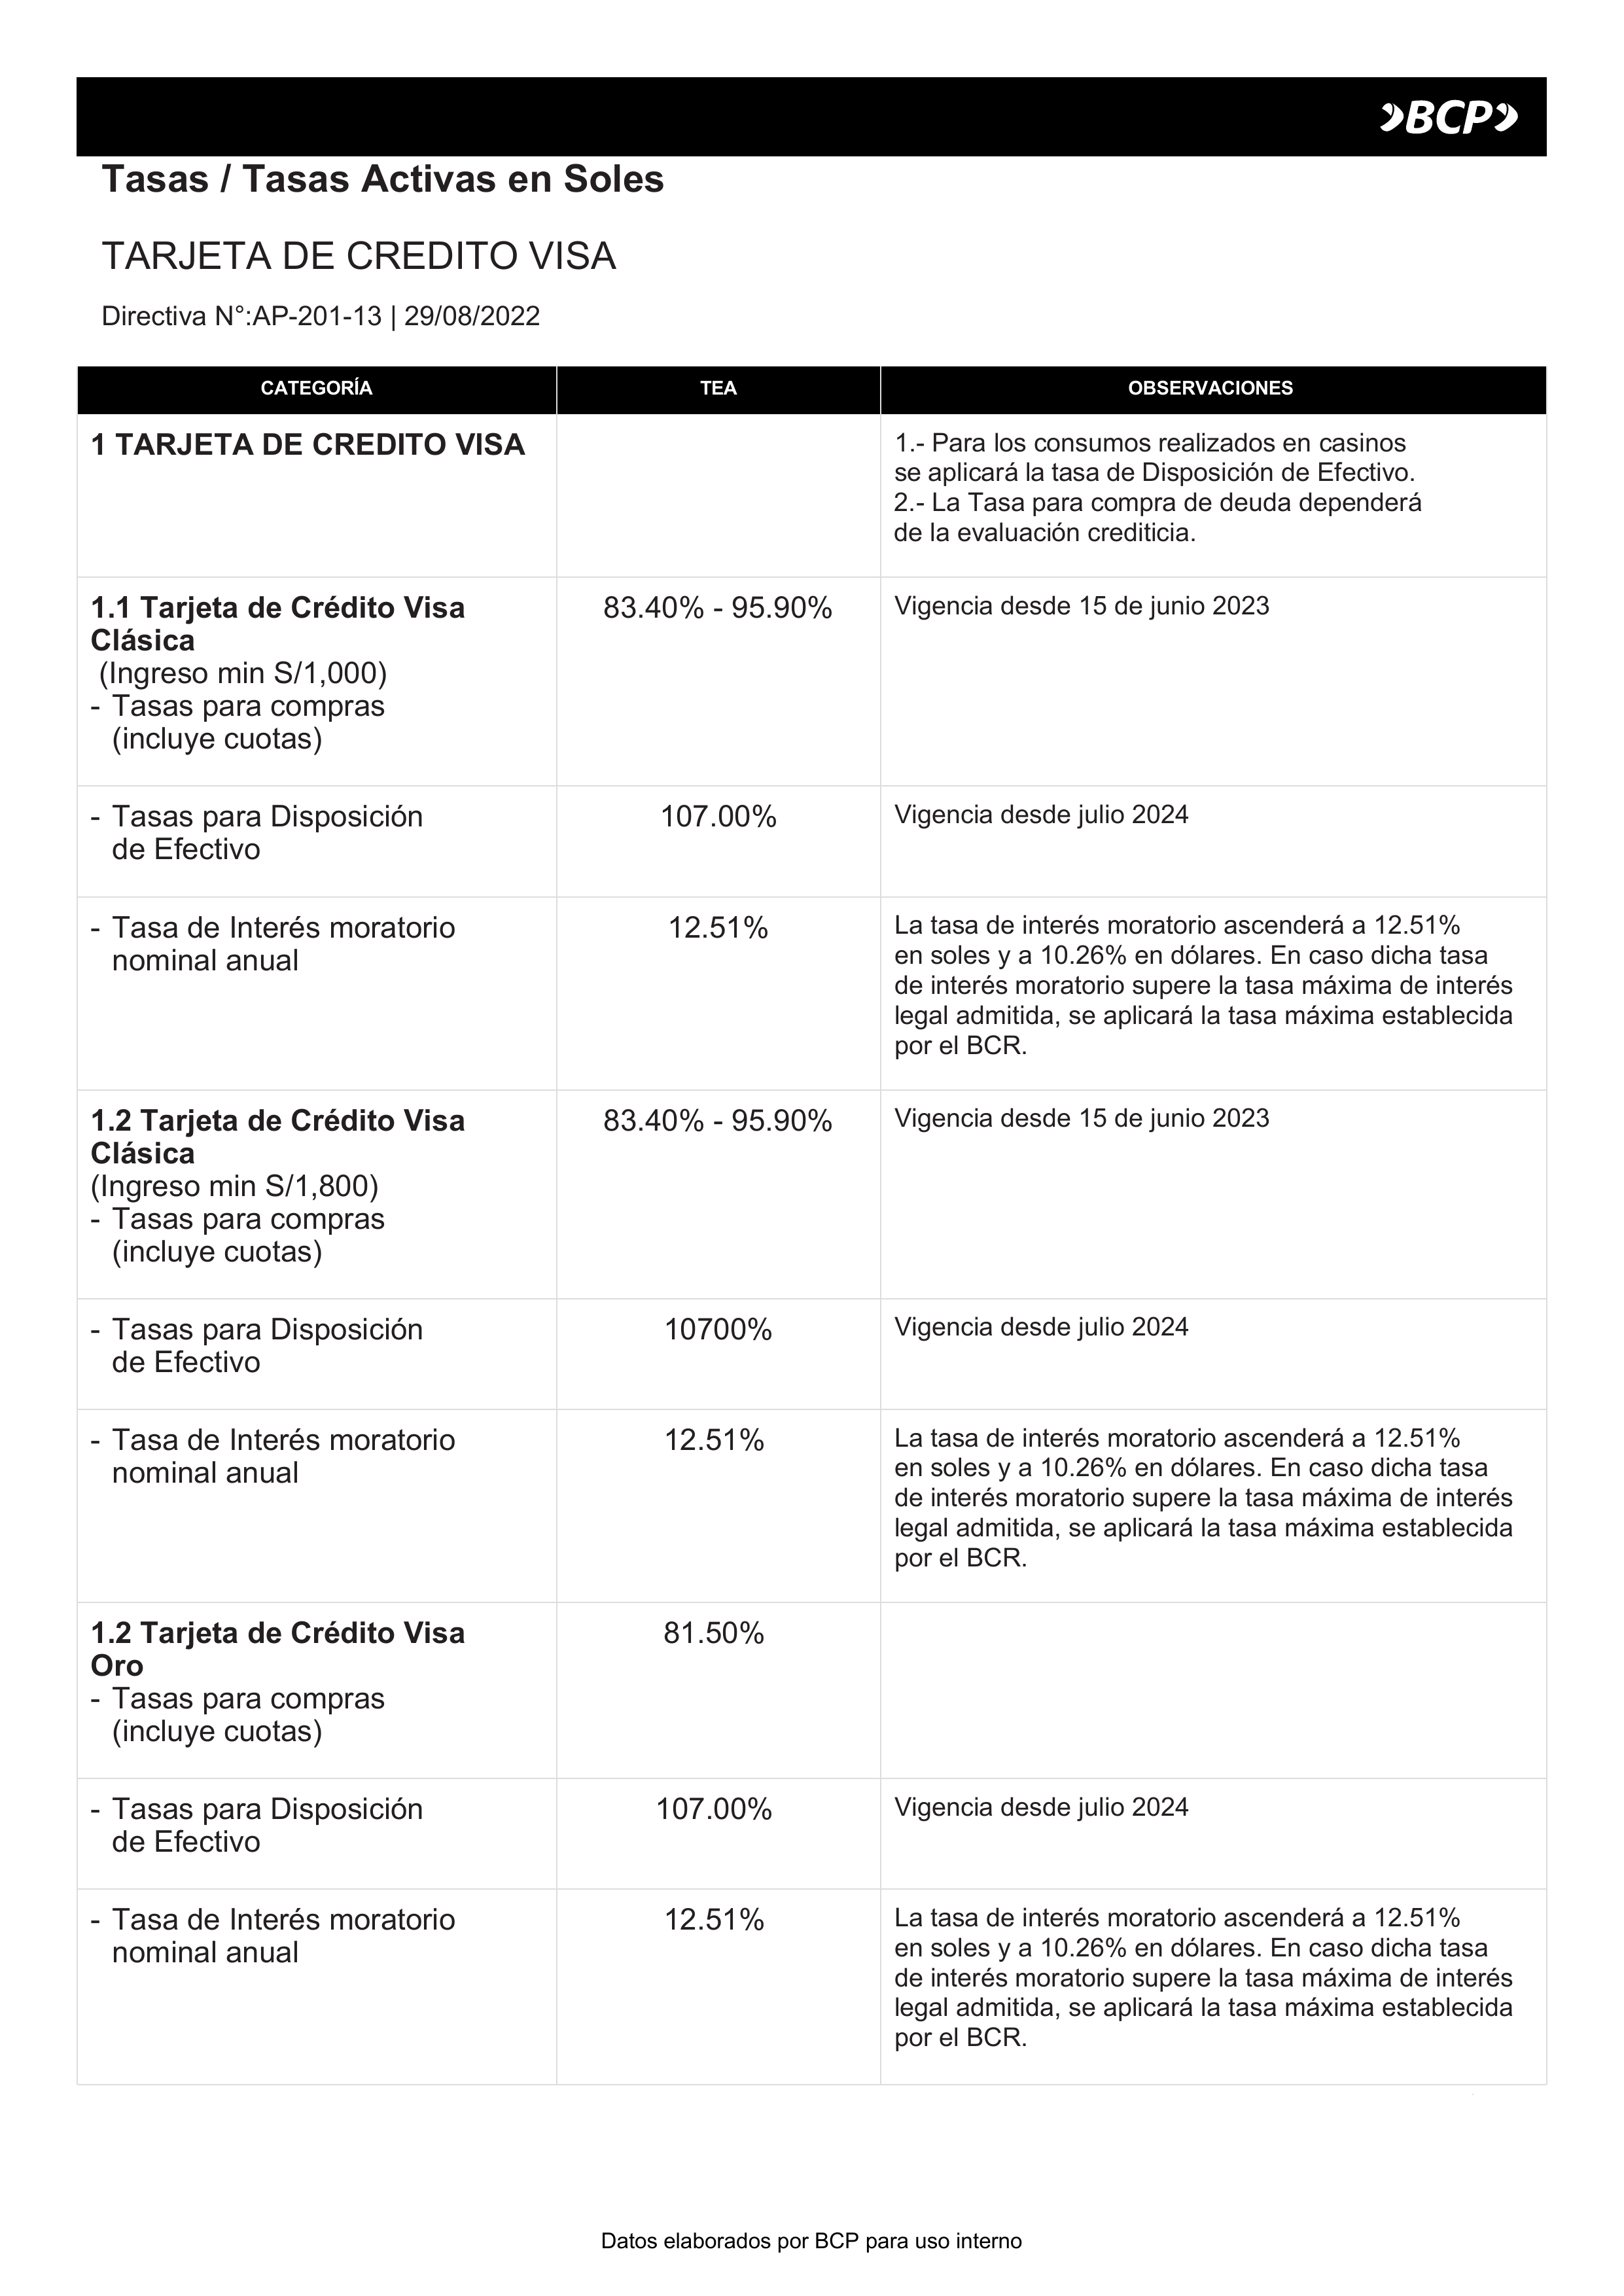 BCP
Tasas / Tasas Activas en Soles
TARJETA DE CREDITO VISA
Directiva N°:AP-201-13 | 29/08/2022
CATEGORÍA
TEA
OBSERVACIONES
1 TARJETA DE CREDITO VISA
1.- Para los consumos realizados en casinos
se aplicará la tasa de Disposición de Efectivo.
2.- La Tasa para compra de deuda dependerá
de la evaluación crediticia.
1.1 Tarjeta de Crédito Visa
Clásica
(Ingreso min S/1,000)
- Tasas para compras
(incluye cuotas)
83.40% - 95.90%
Vigencia desde 15 de junio 2023
- Tasas para Disposición
de Efectivo
107.00%
Vigencia desde julio 2024
- Tasa de Interés moratorio
nominal anual
12.51%
La tasa de interés moratorio ascenderá a 12.51%
en soles y a 10.26% en dólares. En caso dicha tasa
de interés moratorio supere la tasa máxima de interés
legal admitida, se aplicará la tasa máxima establecida
por el BCR.
1.2 Tarjeta de Crédito Visa
Clásica
(Ingreso min S/1,800)
- Tasas para compras
(incluye cuotas)
83.40% - 95.90%
Vigencia desde 15 de junio 2023
- Tasas para Disposición
de Efectivo
10700%
Vigencia desde julio 2024
- Tasa de Interés moratorio
nominal anual
12.51%
La tasa de interés moratorio ascenderá a 12.51%
en soles y a 10.26% en dólares. En caso dicha tasa
de interés moratorio supere la tasa máxima de interés
legal admitida, se aplicará la tasa máxima establecida
por el BCR.
1.2 Tarjeta de Crédito Visa
Oro
- Tasas para compras
(incluye cuotas)
81.50%
- Tasas para Disposición
de Efectivo
107.00%
Vigencia desde julio 2024
- Tasa de Interés moratorio
nominal anual
12.51%
La tasa de interés moratorio ascenderá a 12.51%
en soles y a 10.26% en dólares. En caso dicha tasa
de interés moratorio supere la tasa máxima de interés
legal admitida, se aplicará la tasa máxima establecida
por el BCR.
Datos elaborados por BCP para uso interno